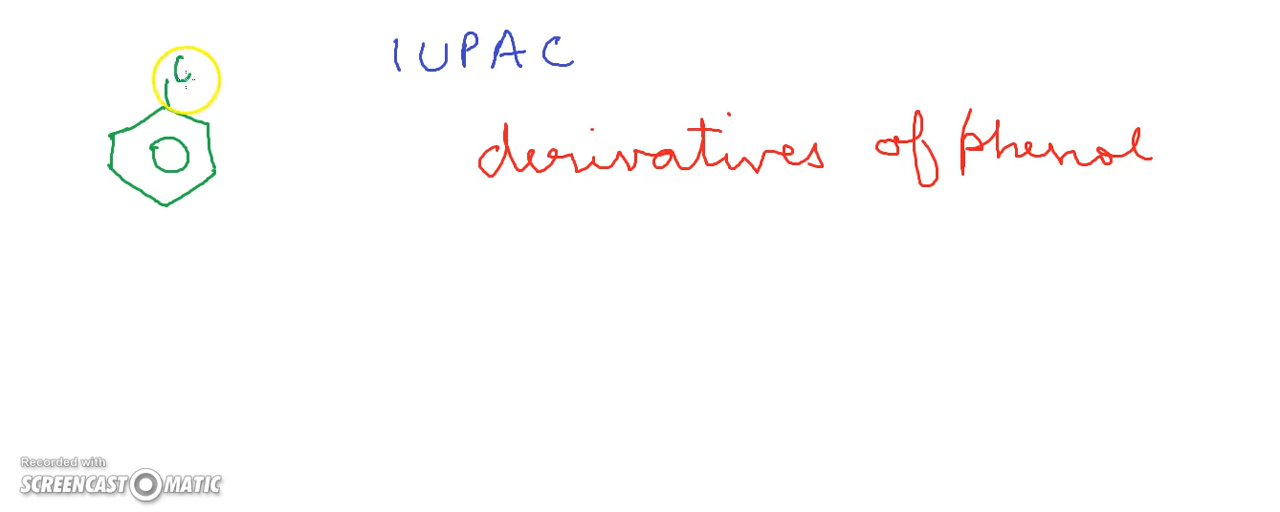 IUPAC
derivatives of phenol
Recorded with
SCREENCAST MATIC